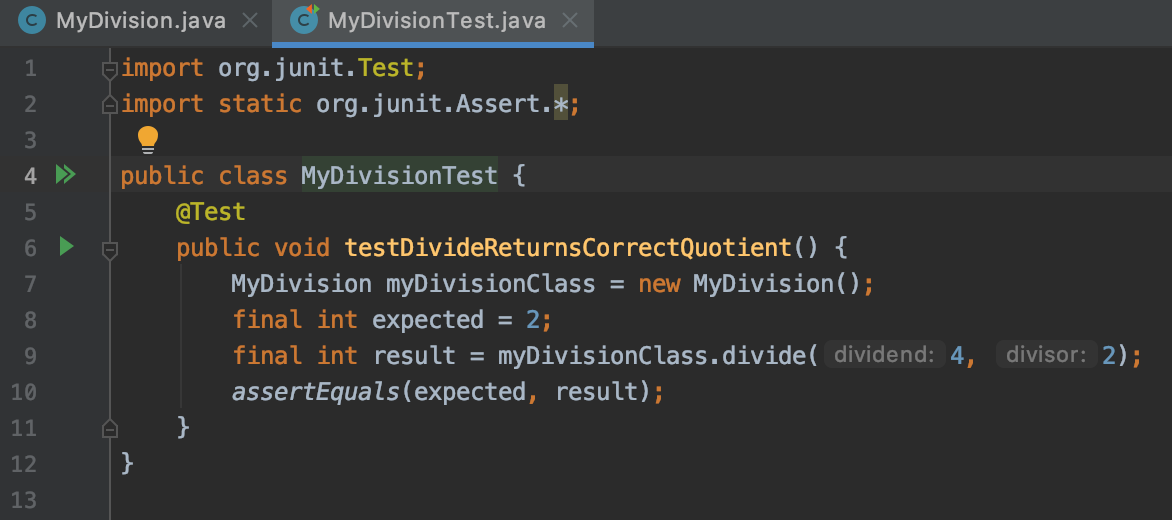 MyDivision.java × MyDivisionTest.java ×
1 import org.junit.Test;
2 import static org.junit.Assert.*;
3
4 public class MyDivisionTest {
5 @Test
6 public void testDivideReturnsCorrectQuotient() {
7 MyDivision myDivisionClass = new MyDivision();
8 final int expected = 2;
9 final int result = myDivisionClass.divide( dividend: 4, divisor: 2);
10 assertEquals(expected, result);
11 }
12 }
13